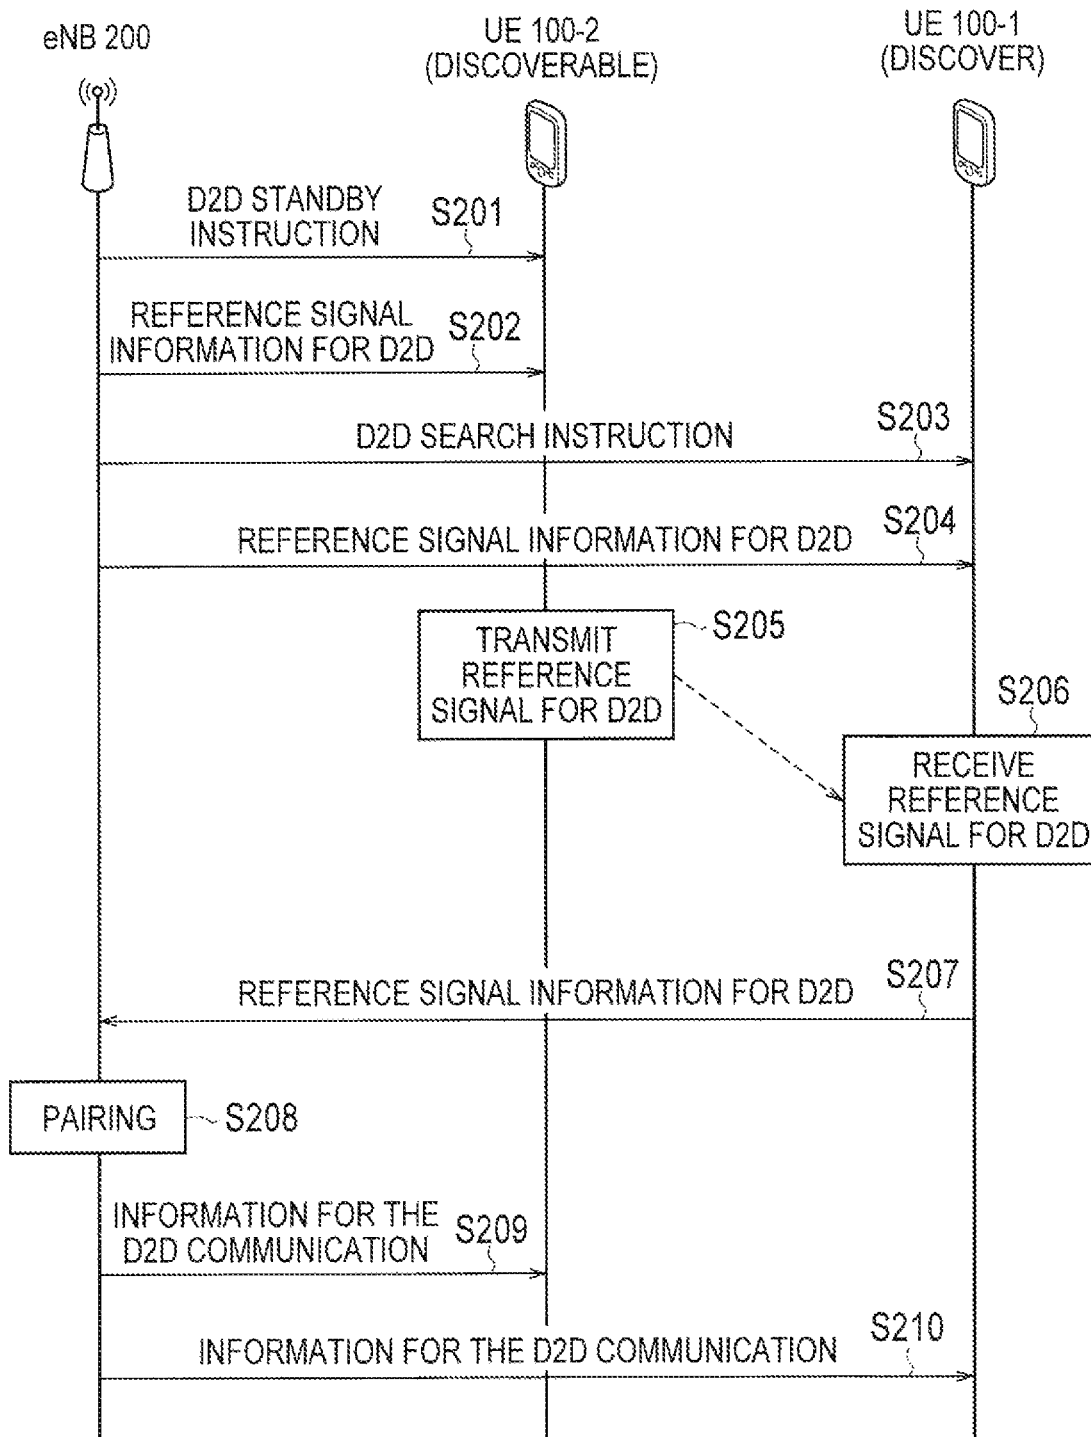 eNB 200
UE 100-2
(DISCOVERABLE)
UE 100-1
(DISCOVER)
D2D STANDBY
INSTRUCTION
S201
REFERENCE SIGNAL
INFORMATION FOR D2D
S202
D2D SEARCH INSTRUCTION
S203
REFERENCE SIGNAL INFORMATION FOR D2D
S204
TRANSMIT
REFERENCE
SIGNAL FOR D2D
S205
S206
RECEIVE
REFERENCE
SIGNAL FOR D2D
REFERENCE SIGNAL INFORMATION FOR D2D
S207
PAIRING
S208
INFORMATION FOR THE
D2D COMMUNICATION
S209
INFORMATION FOR THE D2D COMMUNICATION
S210